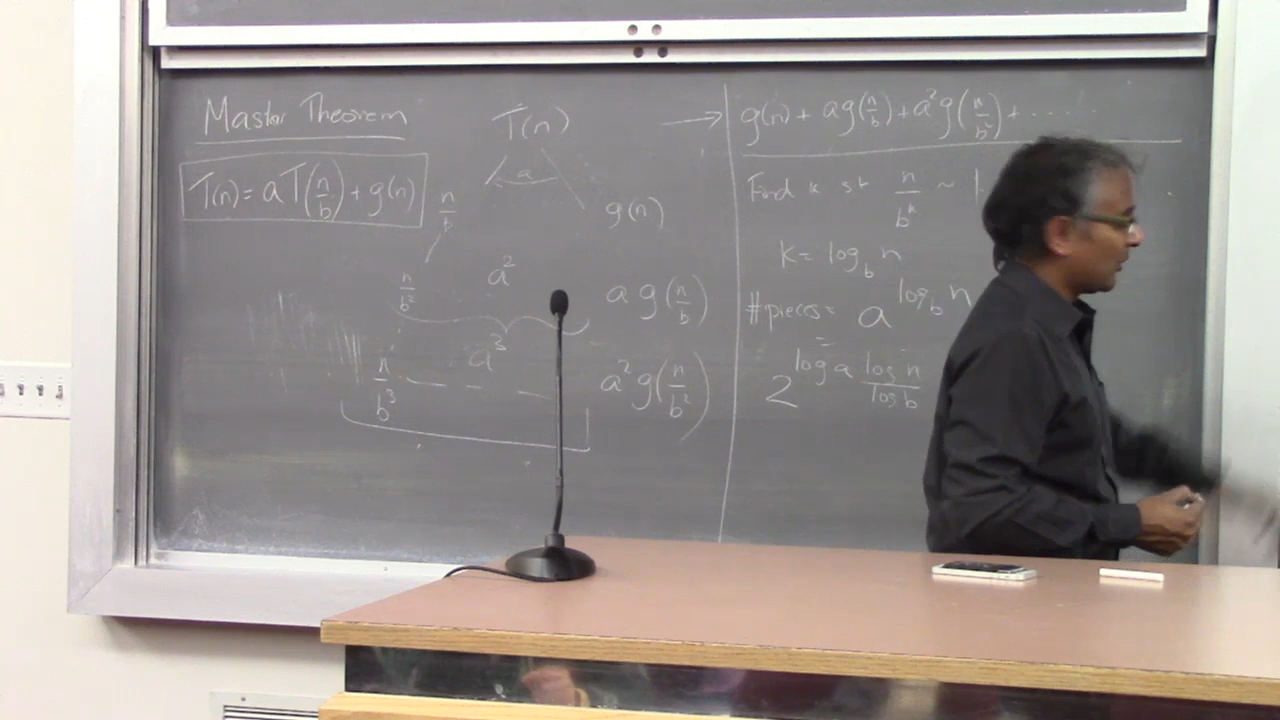 Master Theorem
T(n) = aT(n/b) + g(n)
T(n)
a
n/b
g(n)
n/b²
a²
a g(n/b)
n/b³
a³
a²g(n/b²)
→ g(n) + ag(n/b) + a²g(n/b²) + .....
Find k st n/b^k ~ 1
k = log_b n
#pieces = a^(log_b n)
=
2^(log a log n/log b)